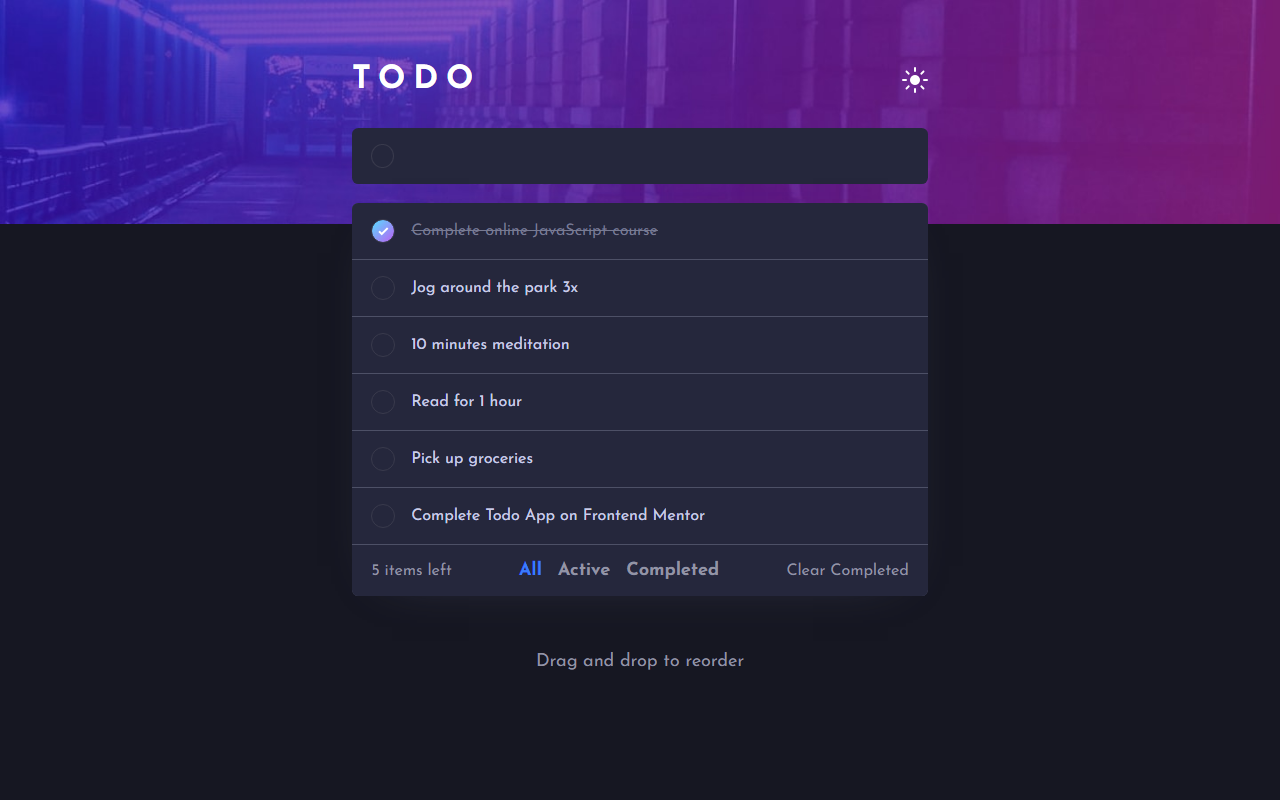 TODO
Complete online JavaScript course
Jog around the park 3x
10 minutes meditation
Read for 1 hour
Pick up groceries
Complete Todo App on Frontend Mentor
5 items left All Active Completed Clear Completed
Drag and drop to reorder